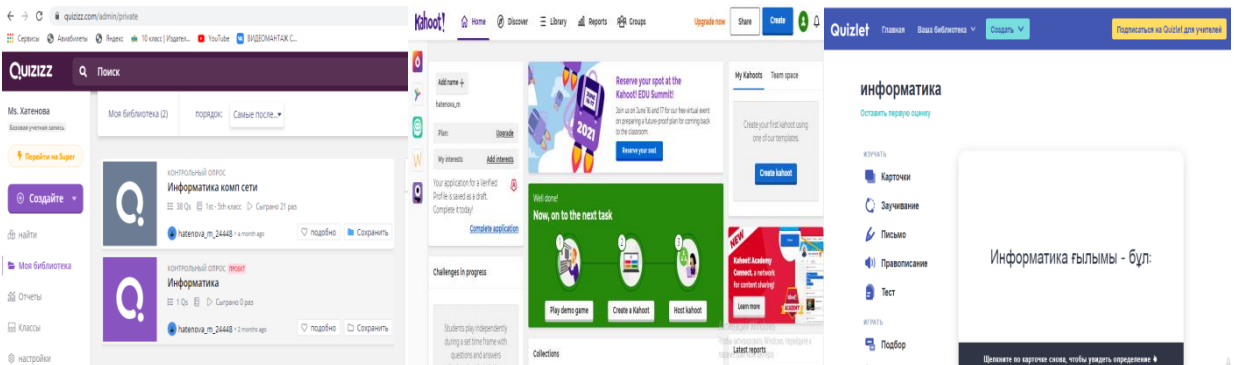 quizizz.com/admin/private
Сервисы Авиабилеты Яндекс 10 класс | Издател... YouTube ВИДЕОМАНТАЖ С...
Quizizz
Поиск
Ms. Хатенова
Базовая учетная запись
Перейти на Super
Создайте
найти
Моя библиотека
Отчеты
Классы
настройки
Моя библиотека (2) порядок: Самые после...
КОНТРОЛЬНЫЙ ОПРОС
Информатика комп сети
38 Qs 1st - 5th класс Сыграно 21 раз
hatenova_m_24448 • a month ago
подобно Сохранить
КОНТРОЛЬНЫЙ ОПРОС ПРОЕКТ
Информатика
1 Qs Сыграно 0 раз
hatenova_m_24448 • 2 months ago
подобно Сохранить
Kahoot! Home Discover Library Reports Groups Upgrade now Share Create
Add name
hatenova_m
Plan: Upgrade
My interests: Add interests
Your application for a Verified
Profile is saved as a draft.
Complete it today!
Complete application
Challenges in progress
Students play independently
during a set time frame with
questions and answers
JUNE
16-17
2021
Reserve your spot at the
Kahoot! EDU Summit!
Join us on June 16 and 17 for our free virtual event
on preparing a future-proof plan for coming back
to the classroom.
Reserve your seat
Well done!
Now, on to the next task
1
2
3
Play demo game
Create a Kahoot
Host kahoot
Collections
My Kahoots Team space
Create your first kahoot using
one of our templates.
Create kahoot
NEW
Kahoot! Academy
Connect, a network
for content sharing!
Learn more
ACADEMY
Latest reports
Quizlet Главная Ваша библиотека Создать Подписаться на Quizlet для учителей
информатика
Оставить первую оценку
ИЗУЧАТЬ
Карточки
Заучивание
Письмо
Правописание
Тест
ИГРАТЬ
Подбор
Информатика ғылымы - бұл:
Щелкните по карточке снова, чтобы увидеть определение